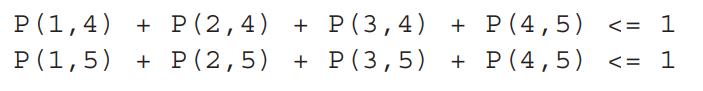 P(1,4) + P(2,4) + P(3,4) + P(4,5) <= 1
P(1,5) + P(2,5) + P(3,5) + P(4,5) <= 1